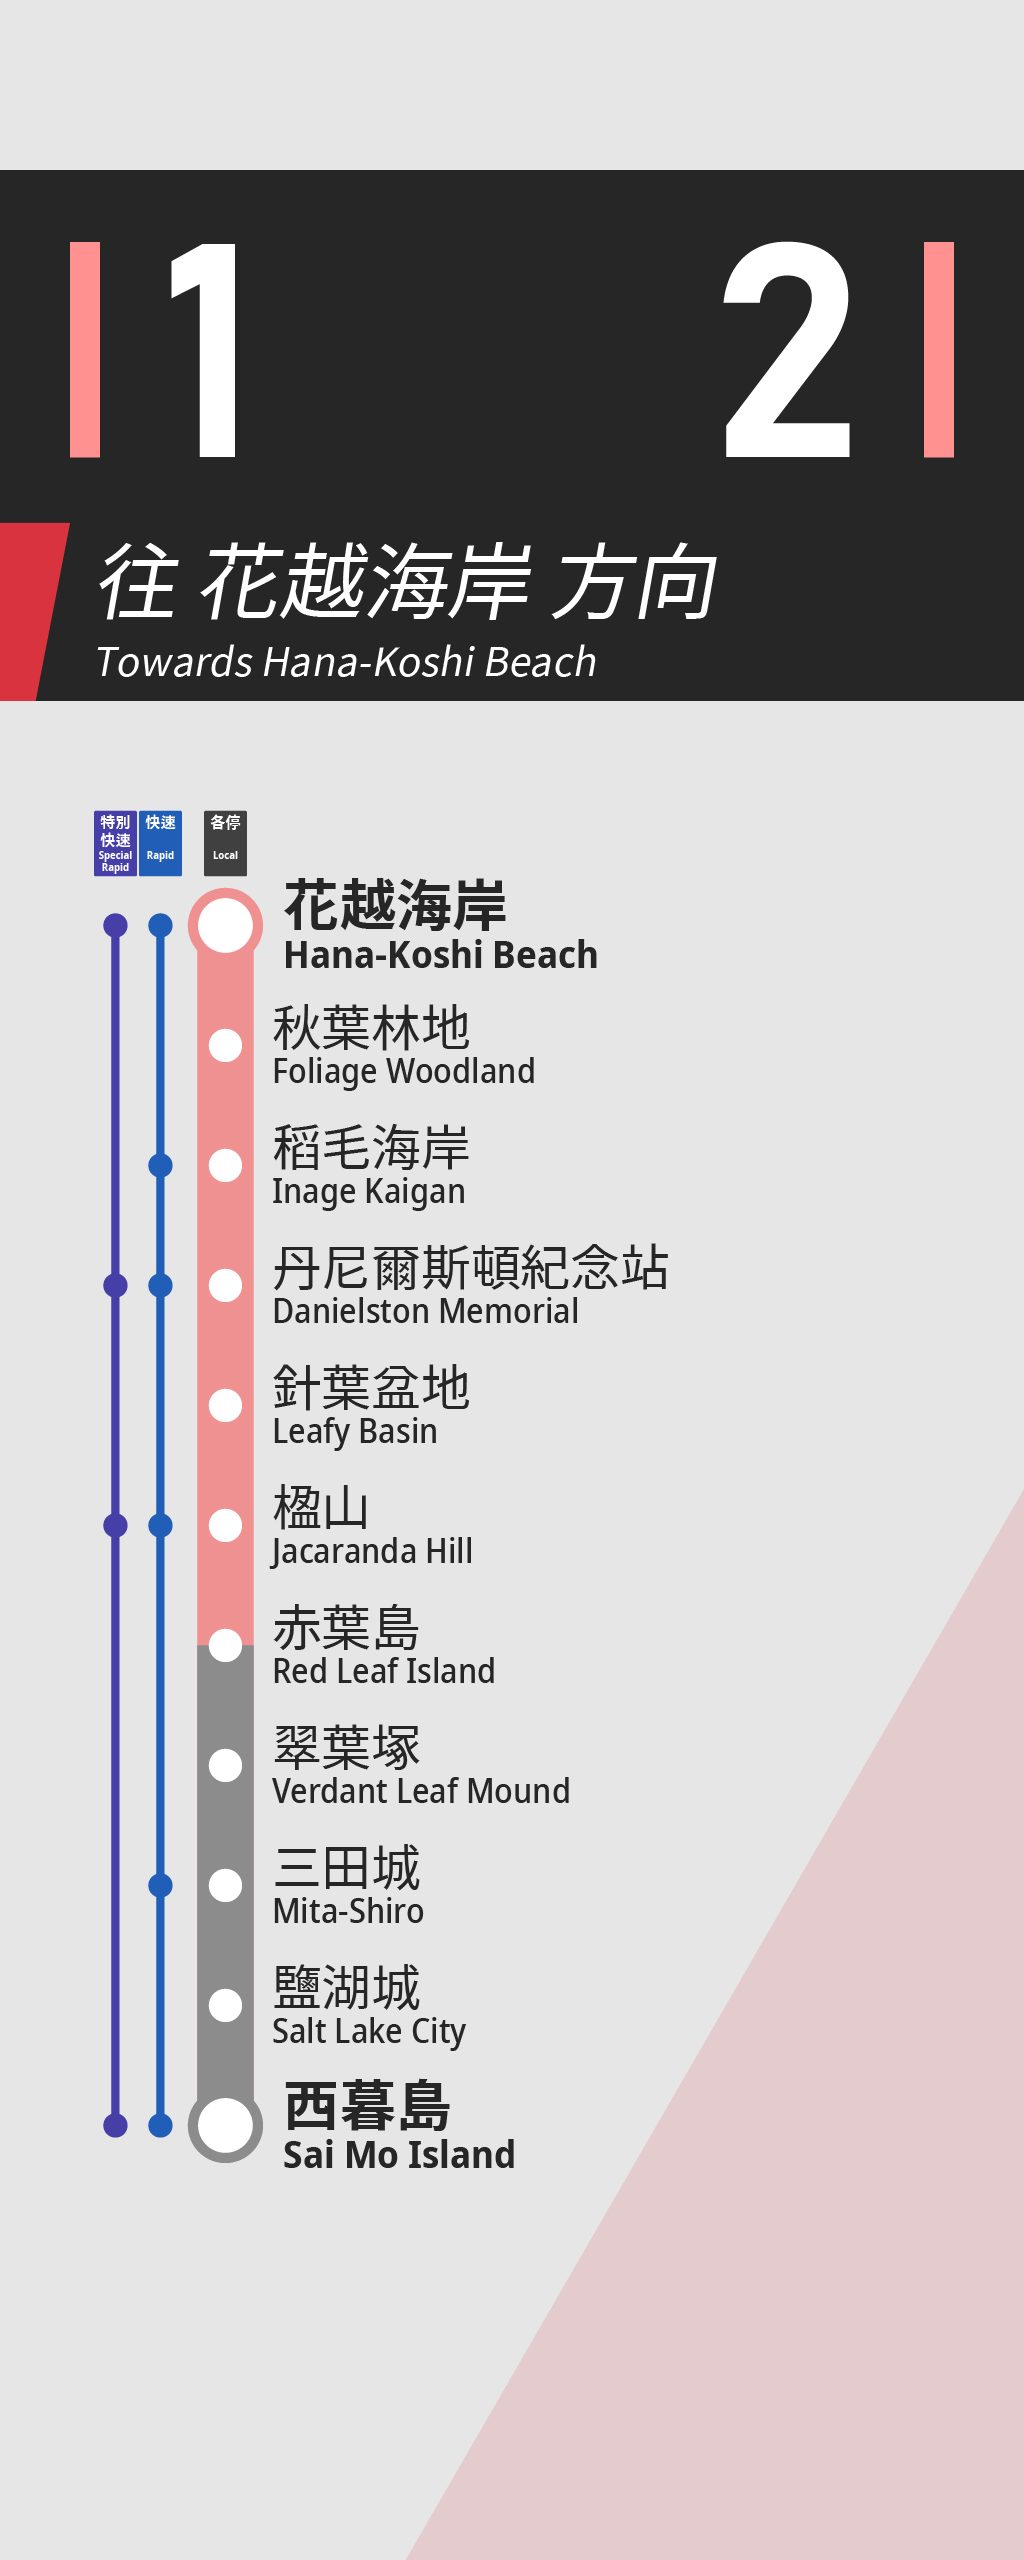 1 2
往 花越海岸 方向
Towards Hana-Koshi Beach
特別 快速 各停
快速
Special Rapid Local
Rapid
花越海岸
Hana-Koshi Beach
秋葉林地
Foliage Woodland
稻毛海岸
Inage Kaigan
丹尼爾斯頓紀念站
Danielston Memorial
針葉盆地
Leafy Basin
楹山
Jacaranda Hill
赤葉島
Red Leaf Island
翠葉塚
Verdant Leaf Mound
三田城
Mita-Shiro
鹽湖城
Salt Lake City
西暮島
Sai Mo Island